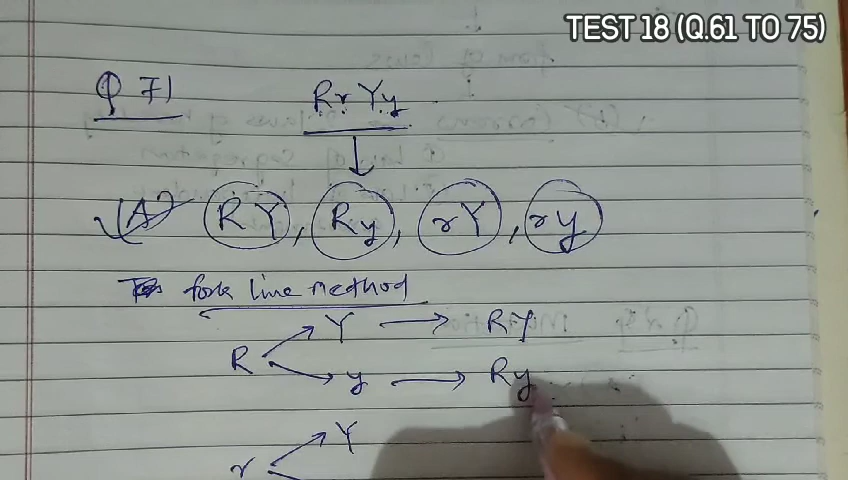 TEST 18 (Q.61 TO 75)
Q 71
RrYy
(A) RY, Ry, rY, ry
fork line method
R Y RY
y Ry
r Y